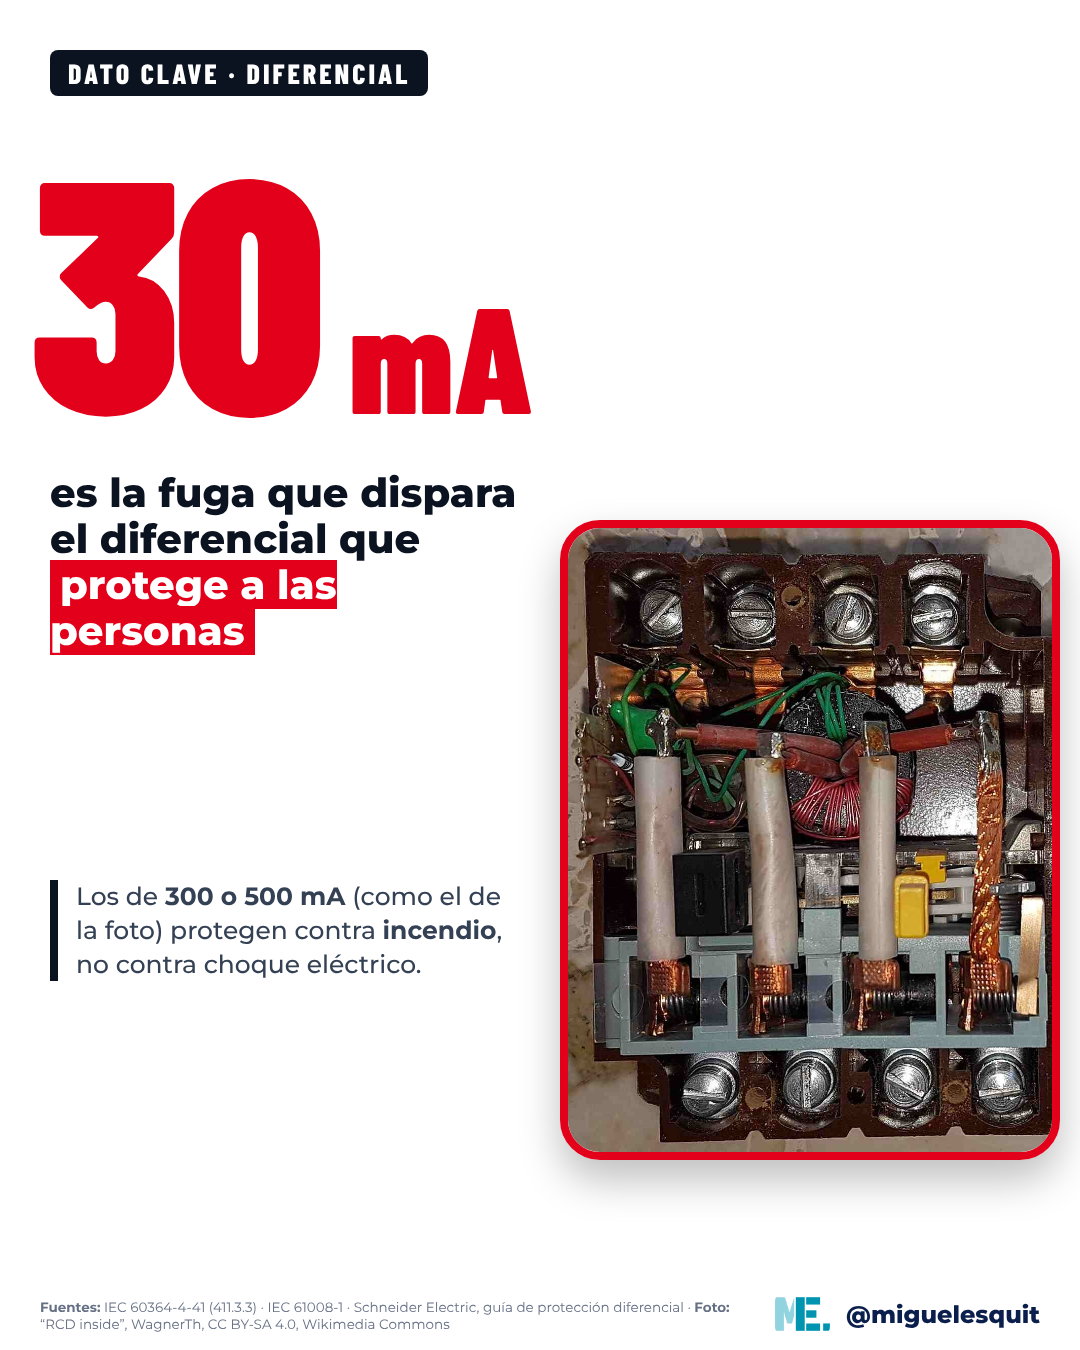 DATO CLAVE · DIFERENCIAL
30 mA
es la fuga que dispara
el diferencial que
protege a las
personas
Los de 300 o 500 mA (como el de
la foto) protegen contra incendio,
no contra choque eléctrico.
Fuentes: IEC 60364-4-41 (411.3.3) · IEC 61008-1 · Schneider Electric, guía de protección diferencial · Foto:
“RCD inside”, WagnerTh, CC BY-SA 4.0, Wikimedia Commons
ME. @miguelesquit